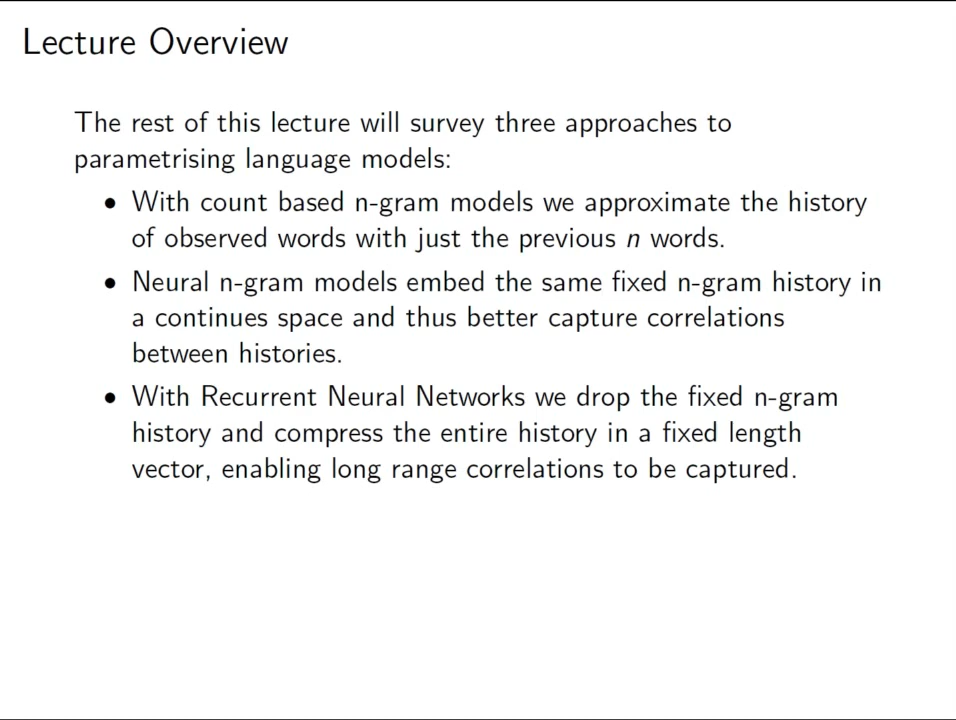 Lecture Overview
The rest of this lecture will survey three approaches to
parametrising language models:
• With count based n-gram models we approximate the history
of observed words with just the previous n words.
• Neural n-gram models embed the same fixed n-gram history in
a continues space and thus better capture correlations
between histories.
• With Recurrent Neural Networks we drop the fixed n-gram
history and compress the entire history in a fixed length
vector, enabling long range correlations to be captured.